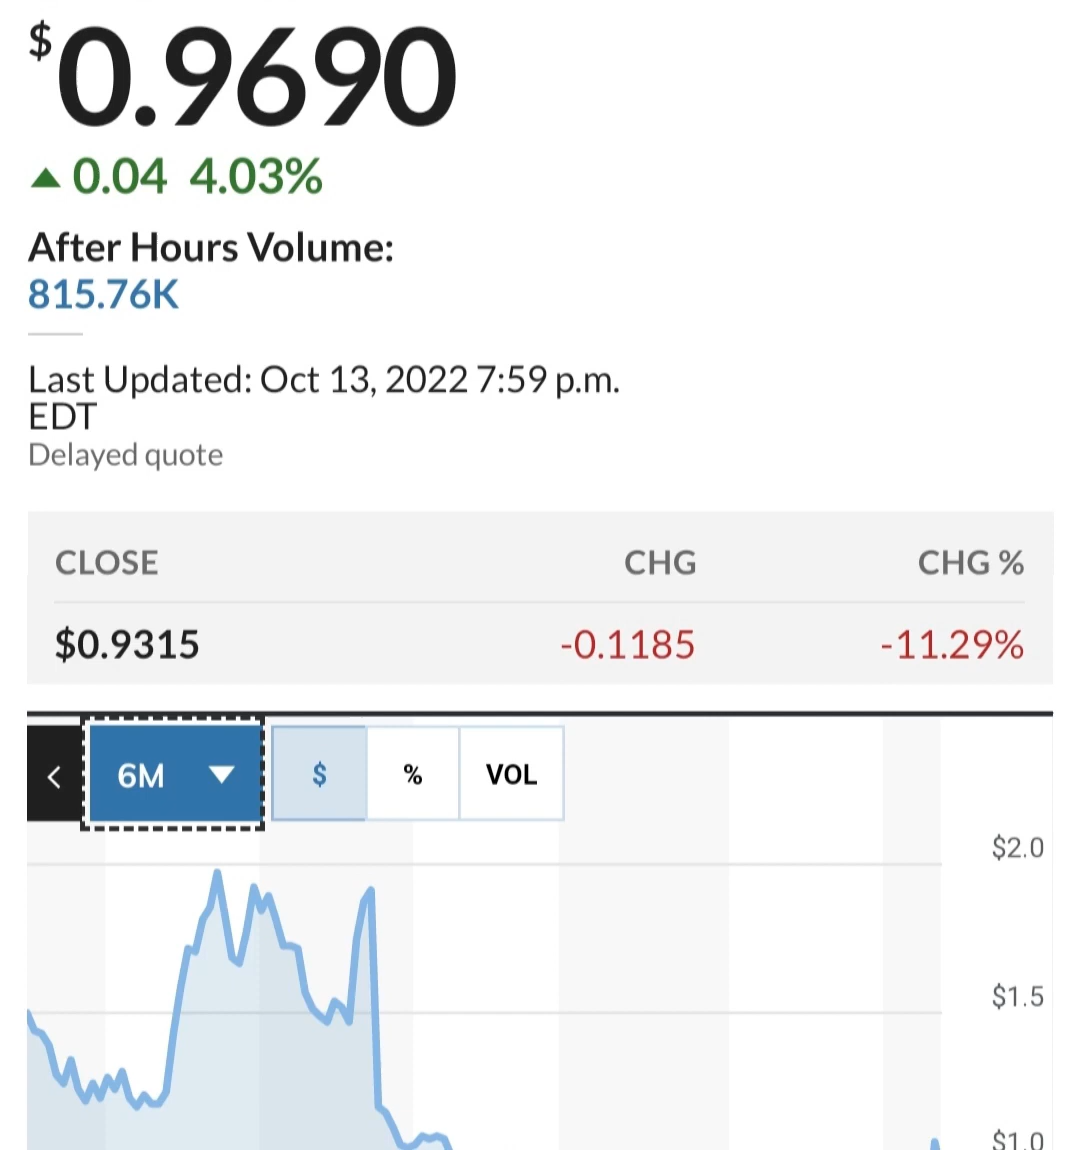 $0.9690
▲ 0.04 4.03%
After Hours Volume:
815.76K
Last Updated: Oct 13, 2022 7:59 p.m.
EDT
Delayed quote
CLOSE CHG CHG %
$0.9315 -0.1185 -11.29%
< 6M ▼ $ % VOL
$2.0
$1.5
$1.0